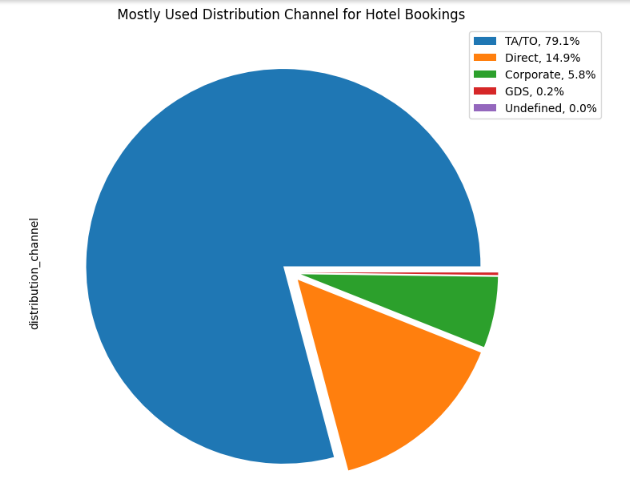 Mostly Used Distribution Channel for Hotel Bookings
TA/TO, 79.1%
Direct, 14.9%
Corporate, 5.8%
GDS, 0.2%
Undefined, 0.0%
distribution_channel